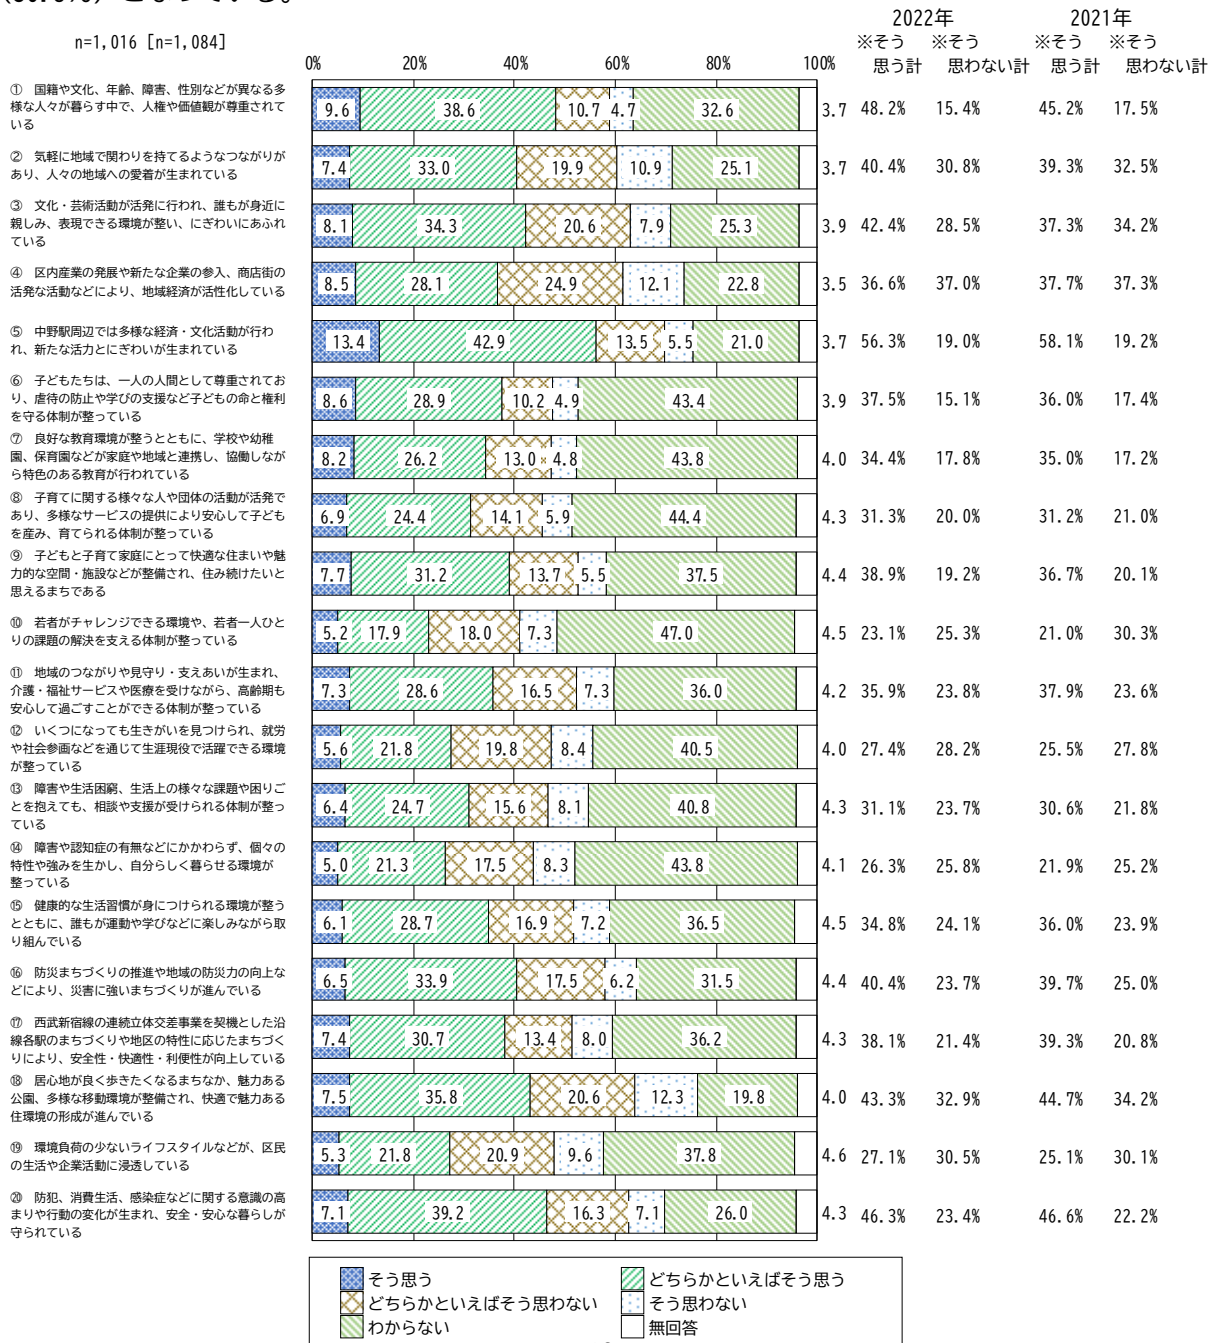 2022年 2021年
n=1,016 [n=1,084] ※そう思う計 ※そう思わない計 ※そう思う計 ※そう思わない計
0% 20% 40% 60% 80% 100%
① 国籍や文化、年齢、障害、性別などが異なる多
様な人々が暮らす中で、人権や価値観が尊重されて
いる
9.6 38.6 10.7 4.7 32.6 3.7 48.2% 15.4% 45.2% 17.5%
② 気軽に地域で関わりを持てるようなつながりが
あり、人々の地域への愛着が生まれている
7.4 33.0 19.9 10.9 25.1 3.7 40.4% 30.8% 39.3% 32.5%
③ 文化・芸術活動が活発に行われ、誰もが身近に
親しみ、表現できる環境が整い、にぎわいにあふれ
ている
8.1 34.3 20.6 7.9 25.3 3.9 42.4% 28.5% 37.3% 34.2%
④ 区内産業の発展や新たな企業の参入、商店街の
活発な活動などにより、地域経済が活性化している
8.5 28.1 24.9 12.1 22.8 3.5 36.6% 37.0% 37.7% 37.3%
⑤ 中野駅周辺では多様な経済・文化活動が行わ
れ、新たな活力とにぎわいが生まれている
13.4 42.9 13.5 5.5 21.0 3.7 56.3% 19.0% 58.1% 19.2%
⑥ 子どもたちは、一人の人間として尊重されてお
り、虐待の防止や学びの支援など子どもの命と権利
を守る体制が整っている
8.6 28.9 10.2 4.9 43.4 3.9 37.5% 15.1% 36.0% 17.4%
⑦ 良好な教育環境が整うとともに、学校や幼稚
園、保育園などが家庭や地域と連携し、協働しなが
ら特色のある教育が行われている
8.2 26.2 13.0 4.8 43.8 4.0 34.4% 17.8% 35.0% 17.2%
⑧ 子育てに関する様々な人や団体の活動が活発で
あり、多様なサービスの提供により安心して子ども
を産み、育てられる体制が整っている
6.9 24.4 14.1 5.9 44.4 4.3 31.3% 20.0% 31.2% 21.0%
⑨ 子どもと子育て家庭にとって快適な住まいや魅
力的な空間・施設などが整備され、住み続けたいと
思えるまちである
7.7 31.2 13.7 5.5 37.5 4.4 38.9% 19.2% 36.7% 20.1%
⑩ 若者がチャレンジできる環境や、若者一人ひと
りの課題の解決を支える体制が整っている
5.2 17.9 18.0 7.3 47.0 4.5 23.1% 25.3% 21.0% 30.3%
⑪ 地域のつながりや見守り・支えあいが生まれ、
介護・福祉サービスや医療を受けながら、高齢期も
安心して過ごすことができる体制が整っている
7.3 28.6 16.5 7.3 36.0 4.2 35.9% 23.8% 37.9% 23.6%
⑫ いくつになっても生きがいを見つけられ、就労
や社会参画などを通じて生涯現役で活躍できる環境
が整っている
5.6 21.8 19.8 8.4 40.5 4.0 27.4% 28.2% 25.5% 27.8%
⑬ 障害や生活困窮、生活上の様々な課題や困りご
とを抱えても、相談や支援が受けられる体制が整っ
ている
6.4 24.7 15.6 8.1 40.8 4.3 31.1% 23.7% 30.6% 21.8%
⑭ 障害や認知症の有無などにかかわらず、個々の
特性や強みを生かし、自分らしく暮らせる環境が
整っている
5.0 21.3 17.5 8.3 43.8 4.1 26.3% 25.8% 21.9% 25.2%
⑮ 健康的な生活習慣が身につけられる環境が整う
とともに、誰もが運動や学びなどに楽しみながら取
り組んでいる
6.1 28.7 16.9 7.2 36.5 4.5 34.8% 24.1% 36.0% 23.9%
⑯ 防災まちづくりの推進や地域の防災力の向上な
どにより、災害に強いまちづくりが進んでいる
6.5 33.9 17.5 6.2 31.5 4.4 40.4% 23.7% 39.7% 25.0%
⑰ 西武新宿線の連続立体交差事業を契機とした沿
線各駅のまちづくりや地区の特性に応じたまちづく
りにより、安全性・快適性・利便性が向上している
7.4 30.7 13.4 8.0 36.2 4.3 38.1% 21.4% 39.3% 20.8%
⑱ 居心地が良く歩きたくなるまちなか、魅力ある
公園、多様な移動環境が整備され、快適で魅力ある
住環境の形成が進んでいる
7.5 35.8 20.6 12.3 19.8 4.0 43.3% 32.9% 44.7% 34.2%
⑲ 環境負荷の少ないライフスタイルなどが、区民
の生活や企業活動に浸透している
5.3 21.8 20.9 9.6 37.8 4.6 27.1% 30.5% 25.1% 30.1%
⑳ 防犯、消費生活、感染症などに関する意識の高
まりや行動の変化が生まれ、安全・安心な暮らしが
守られている
7.1 39.2 16.3 7.1 26.0 4.3 46.3% 23.4% 46.6% 22.2%
そう思う どちらかといえばそう思う
どちらかといえばそう思わない そう思わない
わからない 無回答